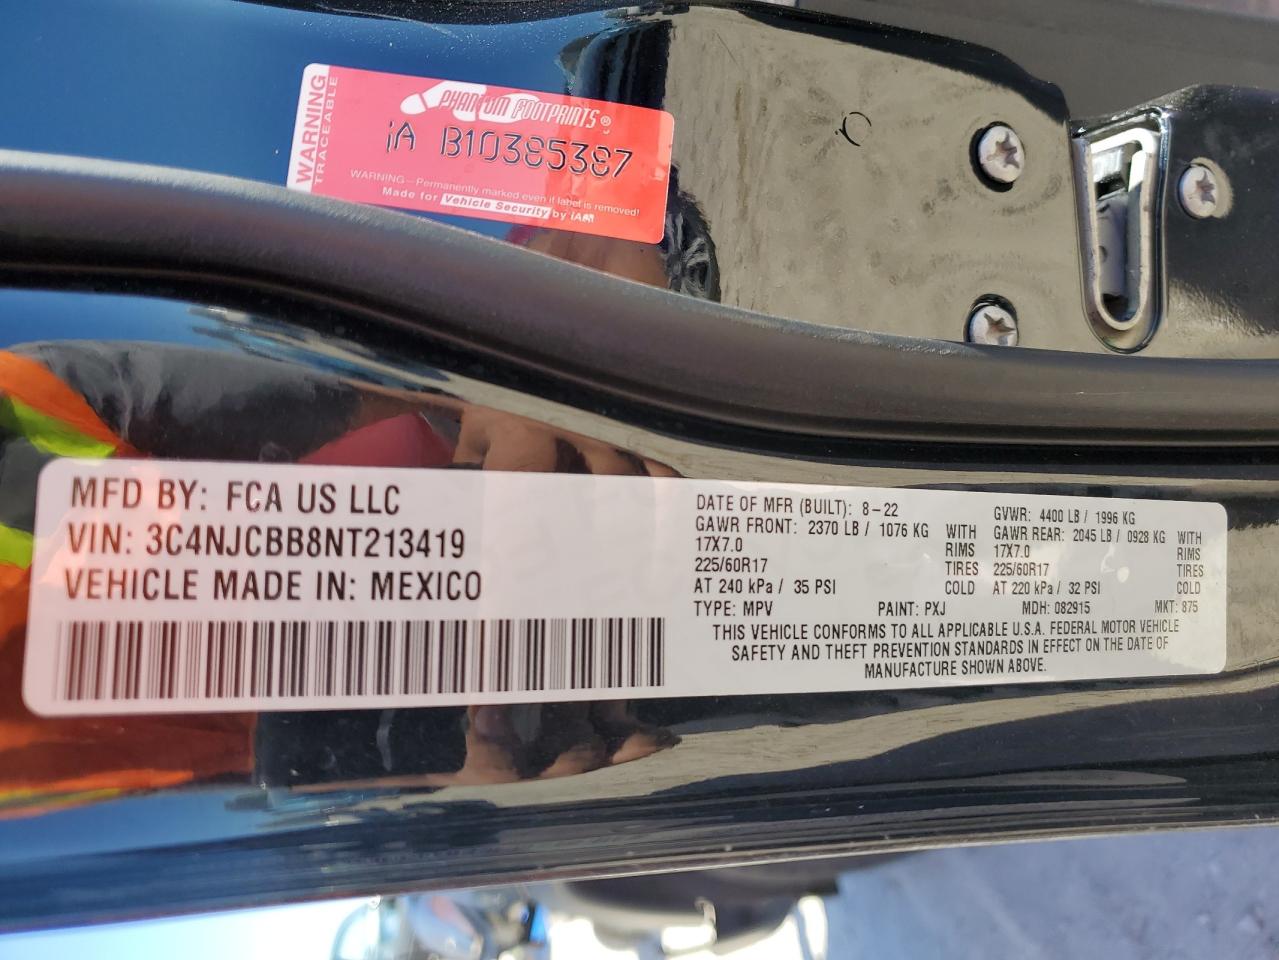 WARNING
TRACEABLE
PHANTOM FOOTPRINTS®
iA B10385387
WARNING – Permanently marked even if label is removed!
Made for Vehicle Security by iAS
MFD BY: FCA US LLC
VIN: 3C4NJCBB8NT213419
VEHICLE MADE IN: MEXICO
DATE OF MFR (BUILT): 8-22 GVWR: 4400 LB / 1996 KG
GAWR FRONT: 2370 LB / 1076 KG WITH GAWR REAR: 2045 LB / 0928 KG WITH
17X7.0 RIMS 17X7.0 RIMS
225/60R17 TIRES 225/60R17 TIRES
AT 240 kPa / 35 PSI COLD AT 220 kPa / 32 PSI COLD
TYPE: MPV PAINT: PXJ MDH: 082915 MKT: 875
THIS VEHICLE CONFORMS TO ALL APPLICABLE U.S.A. FEDERAL MOTOR VEHICLE
SAFETY AND THEFT PREVENTION STANDARDS IN EFFECT ON THE DATE OF
MANUFACTURE SHOWN ABOVE.